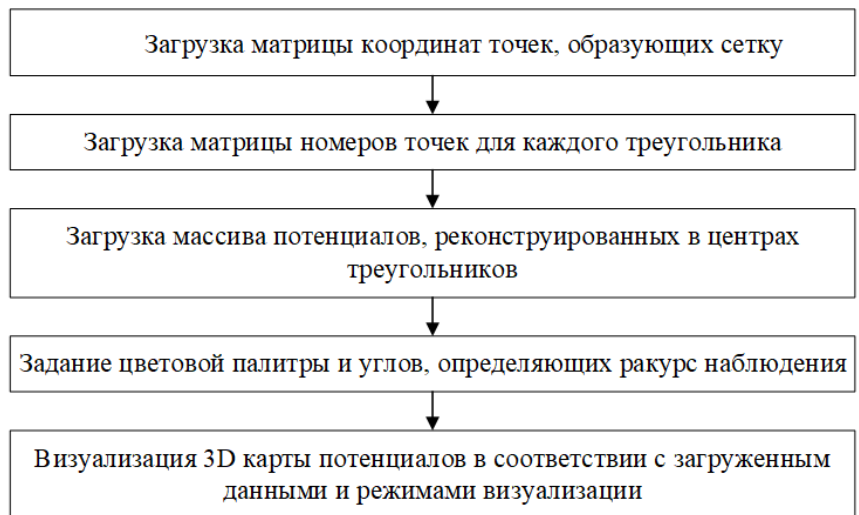 Загрузка матрицы координат точек, образующих сетку
Загрузка матрицы номеров точек для каждого треугольника
Загрузка массива потенциалов, реконструированных в центрах
треугольников
Задание цветовой палитры и углов, определяющих ракурс наблюдения
Визуализация 3D карты потенциалов в соответствии с загруженным
данными и режимами визуализации